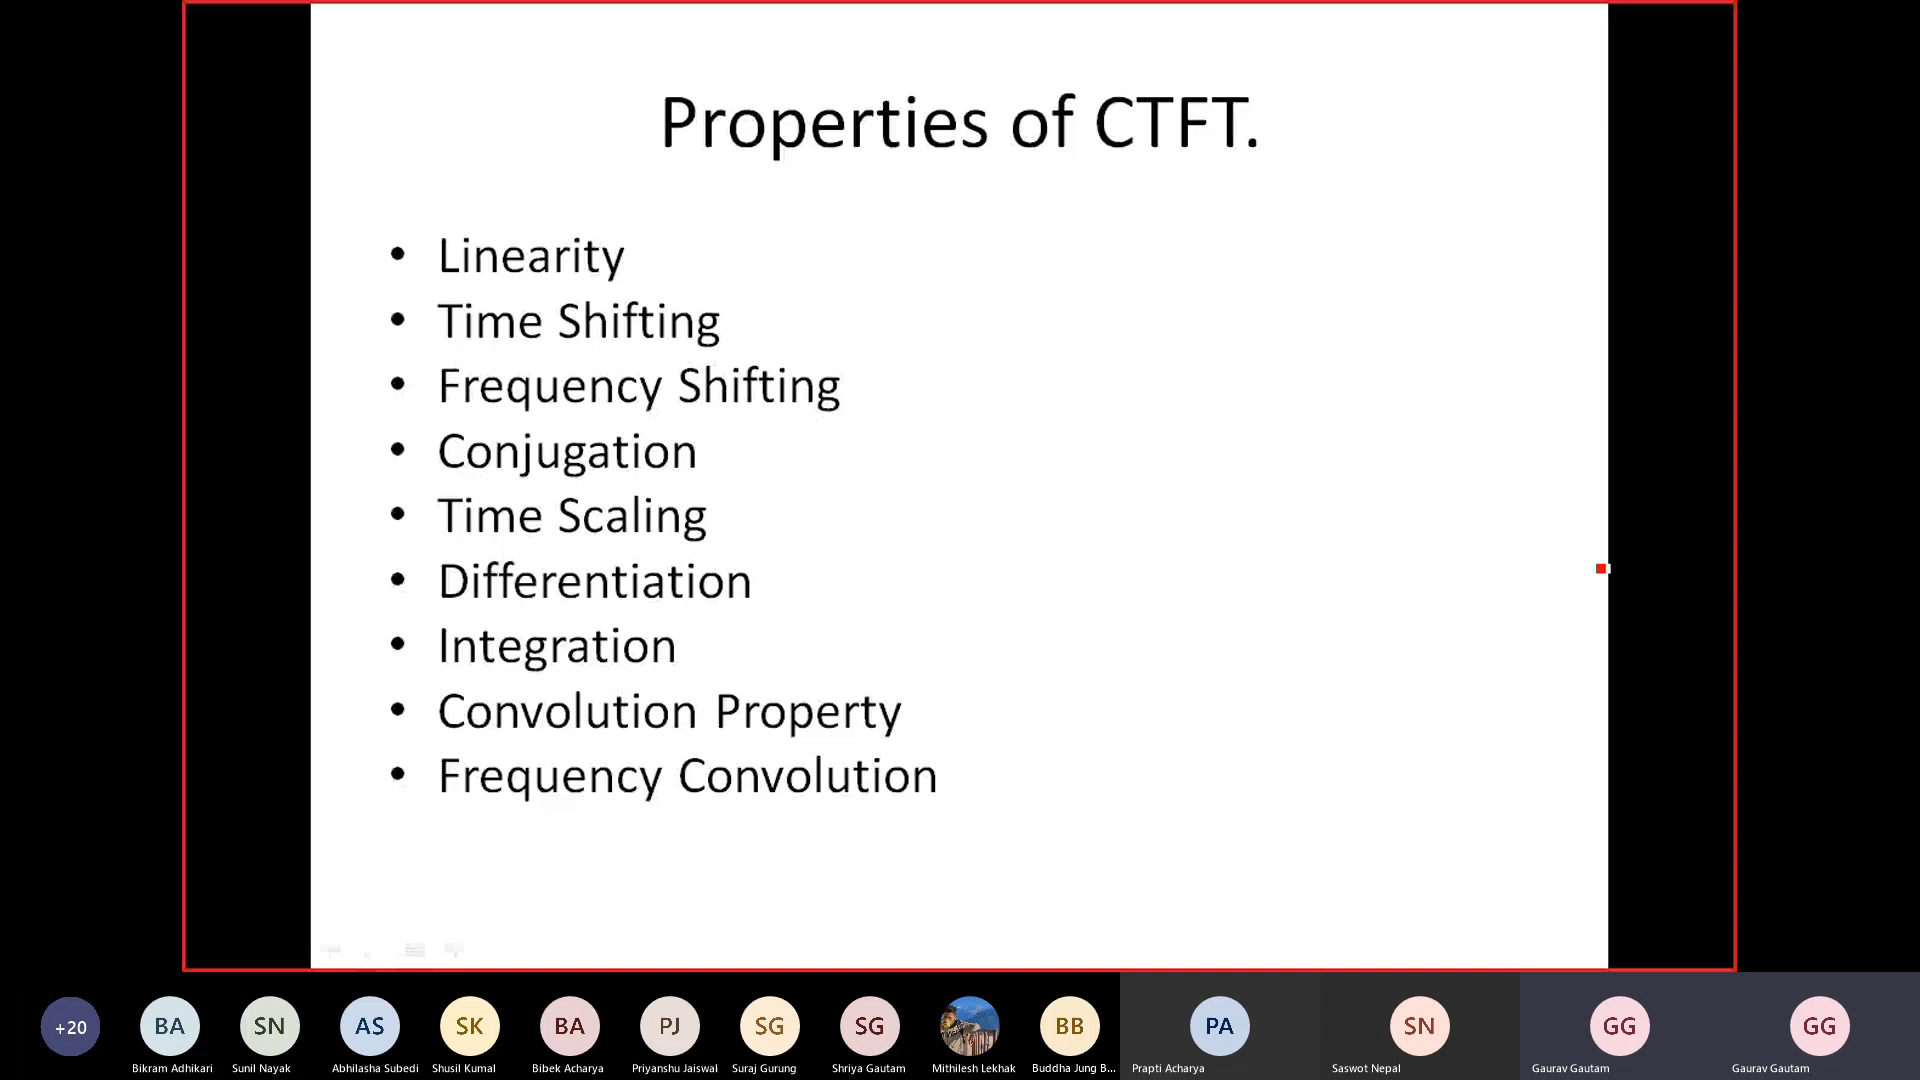 Properties of CTFT.
• Linearity
• Time Shifting
• Frequency Shifting
• Conjugation
• Time Scaling
• Differentiation
• Integration
• Convolution Property
• Frequency Convolution
+20 BA SN AS SK BA PJ SG SG BB PA SN GG GG
Bikram Adhikari Sunil Nayak Abhilasha Subedi Shusil Kumal Bibek Acharya Priyanshu Jaiswal Suraj Gurung Shriya Gautam Mithilesh Lekhak Buddha Jung B... Prapti Acharya Saswot Nepal Gaurav Gautam Gaurav Gautam